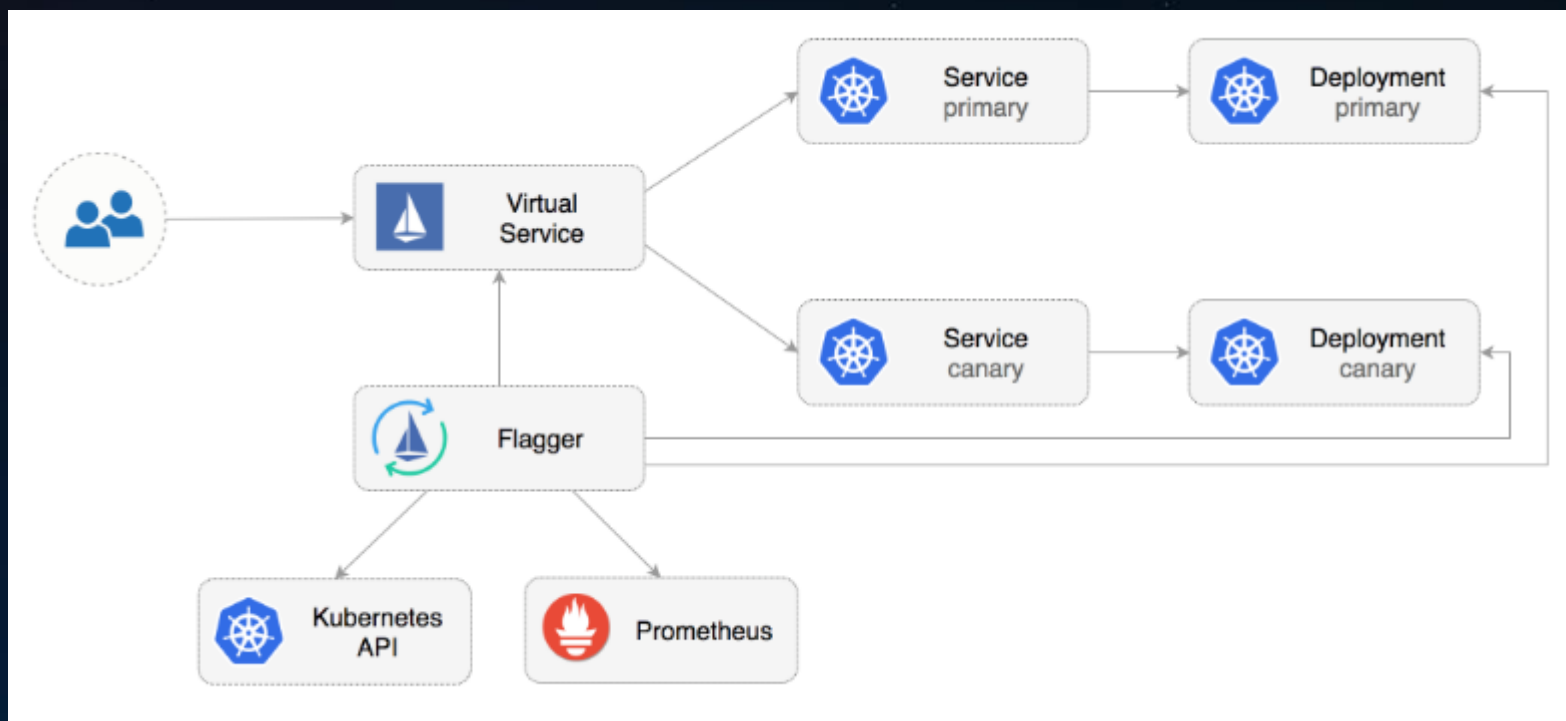 Service
primary
Deployment
primary
Virtual
Service
Service
canary
Deployment
canary
Flagger
Kubernetes
API
Prometheus